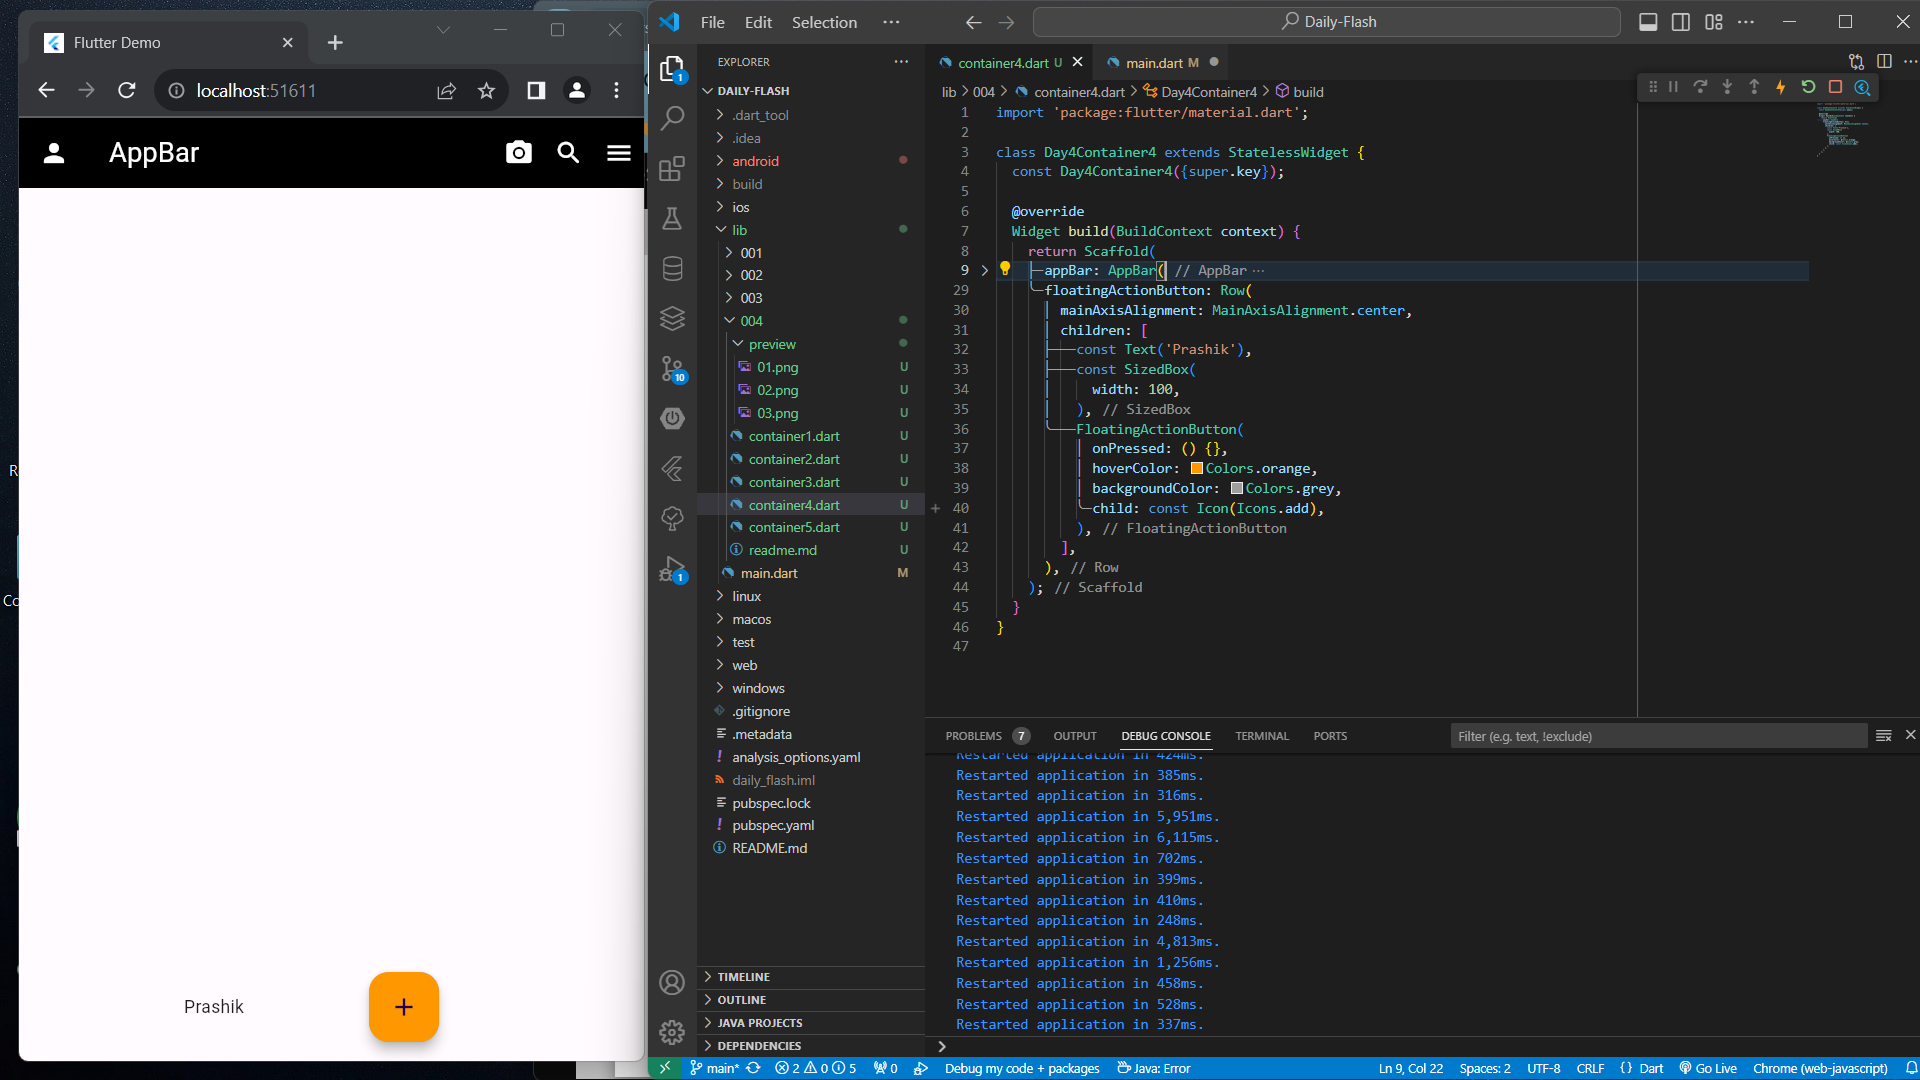 Flutter Demo
localhost:51611
AppBar
Prashik
File Edit Selection
Daily-Flash
EXPLORER
DAILY-FLASH
.dart_tool
.idea
android
build
ios
lib
001
002
003
004
preview
01.png U
02.png U
03.png U
container1.dart U
container2.dart U
container3.dart U
container4.dart U
container5.dart U
readme.md U
main.dart M
linux
macos
test
web
windows
.gitignore
.metadata
analysis_options.yaml
daily_flash.iml
pubspec.lock
pubspec.yaml
README.md
TIMELINE
OUTLINE
JAVA PROJECTS
DEPENDENCIES
1
10
1
container4.dart U
main.dart M
lib > 004 > container4.dart > Day4Container4 > build
1 import 'package:flutter/material.dart';
2
3 class Day4Container4 extends StatelessWidget {
4 const Day4Container4({super.key});
5
6 @override
7 Widget build(BuildContext context) {
8 return Scaffold(
9 appBar: AppBar( // AppBar ⋯
29 floatingActionButton: Row(
30 mainAxisAlignment: MainAxisAlignment.center,
31 children: [
32 const Text('Prashik'),
33 const SizedBox(
34 width: 100,
35 ), // SizedBox
36 FloatingActionButton(
37 onPressed: () {},
38 hoverColor: Colors.orange,
39 backgroundColor: Colors.grey,
40 child: const Icon(Icons.add),
41 ), // FloatingActionButton
42 ],
43 ), // Row
44 ); // Scaffold
45 }
46 }
47
PROBLEMS 7 OUTPUT DEBUG CONSOLE TERMINAL PORTS
Filter (e.g. text, !exclude)
Restarted application in 424ms.
Restarted application in 385ms.
Restarted application in 316ms.
Restarted application in 5,951ms.
Restarted application in 6,115ms.
Restarted application in 702ms.
Restarted application in 399ms.
Restarted application in 410ms.
Restarted application in 248ms.
Restarted application in 4,813ms.
Restarted application in 1,256ms.
Restarted application in 458ms.
Restarted application in 528ms.
Restarted application in 337ms.
main* 2 0 5 0 Debug my code + packages Java: Error Ln 9, Col 22 Spaces: 2 UTF-8 CRLF {} Dart Go Live Chrome (web-javascript)